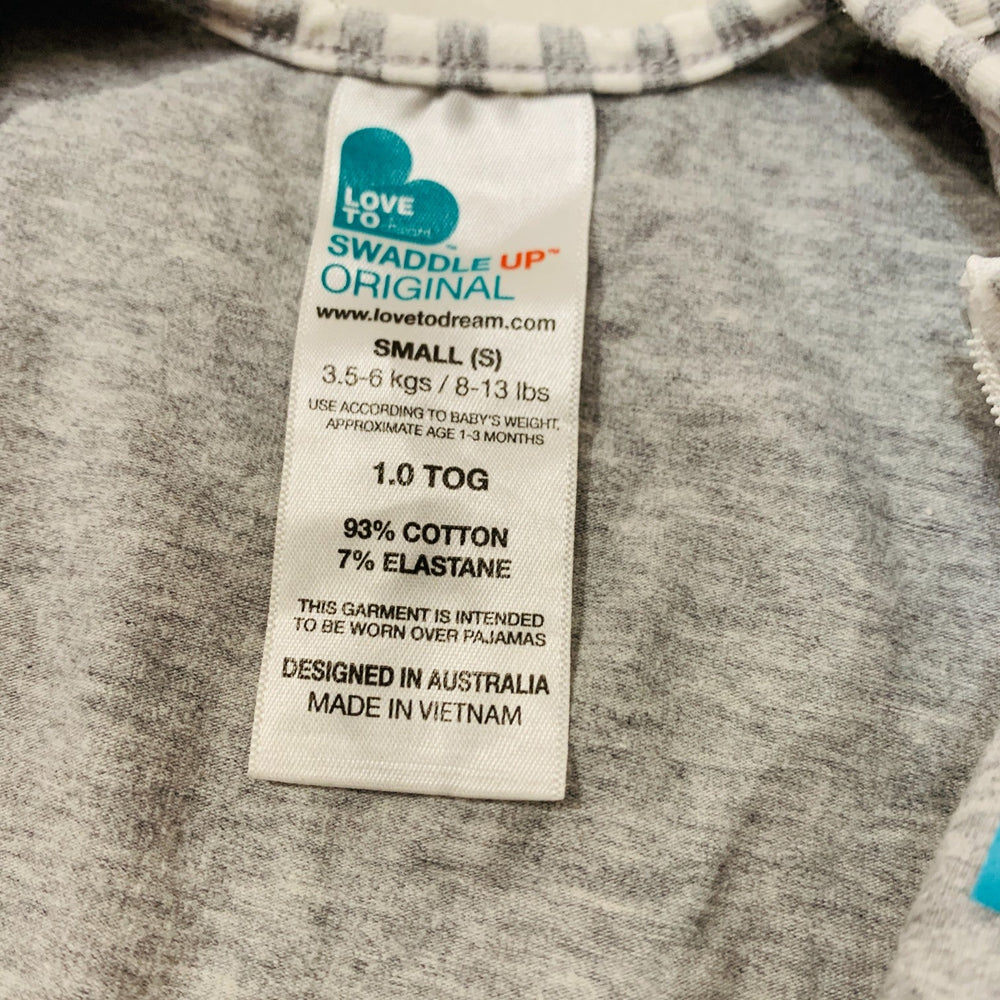 LOVE
TO
SWADDLE UP™
ORIGINAL
www.lovetodream.com
SMALL (S)
3.5-6 kgs / 8-13 lbs
USE ACCORDING TO BABY'S WEIGHT,
APPROXIMATE AGE 1-3 MONTHS
1.0 TOG
93% COTTON
7% ELASTANE
THIS GARMENT IS INTENDED
TO BE WORN OVER PAJAMAS
DESIGNED IN AUSTRALIA
MADE IN VIETNAM